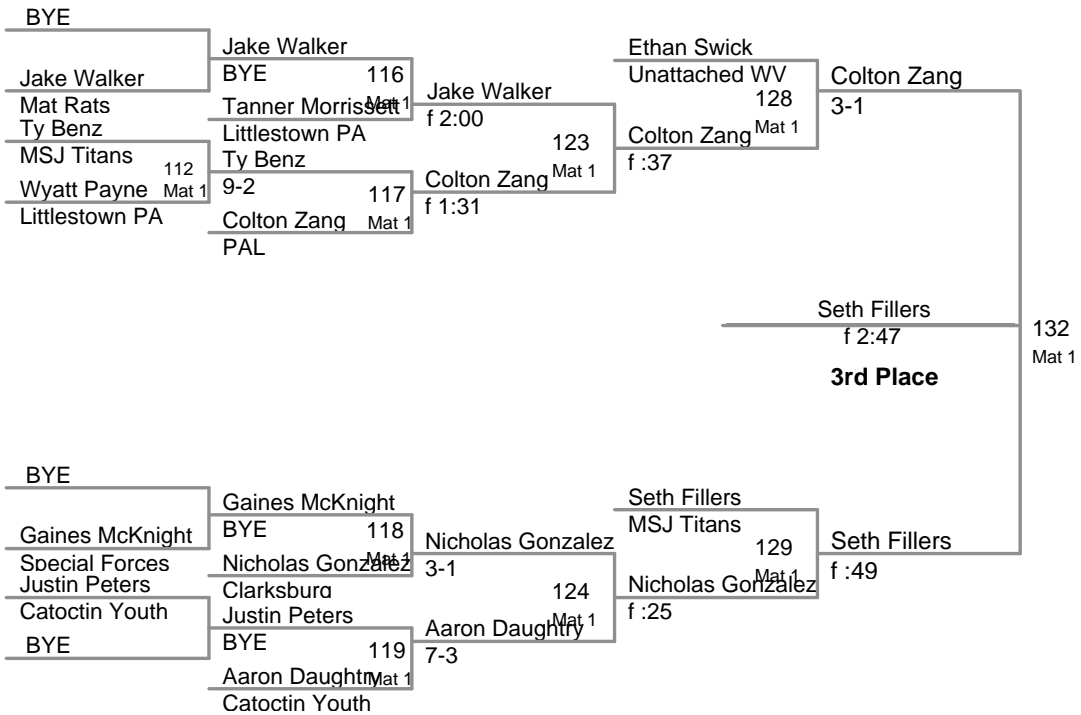 BYE
Jake Walker
Mat Rats
Ty Benz
MSJ Titans
112
Mat 1
Wyatt Payne
Littlestown PA
Jake Walker
BYE
116
Mat 1
Tanner Morrissett
Littlestown PA
Ty Benz
9-2
117
Mat 1
Colton Zang
PAL
Jake Walker
f 2:00
123
Mat 1
Colton Zang
f 1:31
Ethan Swick
Unattached WV
128
Mat 1
Colton Zang
f :37
Colton Zang
3-1
Seth Fillers
f 2:47
3rd Place
132
Mat 1
BYE
Gaines McKnight
Special Forces
Justin Peters
Catoctin Youth
BYE
Gaines McKnight
BYE
118
Mat 1
Nicholas Gonzalez
Clarksburg
Justin Peters
BYE
119
Mat 1
Aaron Daughtry
Catoctin Youth
Nicholas Gonzalez
3-1
124
Mat 1
Aaron Daughtry
7-3
Seth Fillers
MSJ Titans
129
Mat 1
Nicholas Gonzalez
f :25
Seth Fillers
f :49